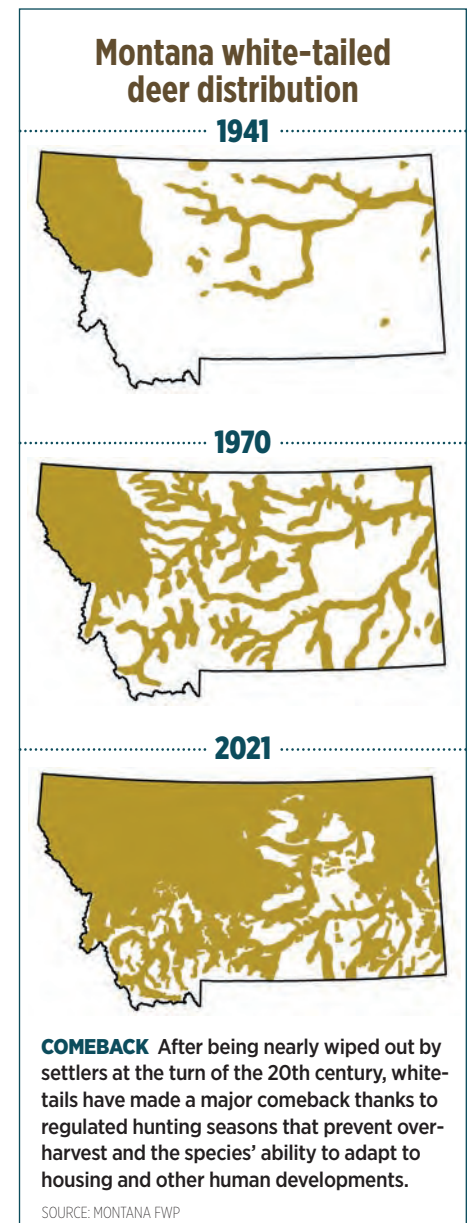 Montana white-tailed
deer distribution
1941
1970
2021
COMEBACK After being nearly wiped out by
settlers at the turn of the 20th century, white-
tails have made a major comeback thanks to
regulated hunting seasons that prevent over-
harvest and the species’ ability to adapt to
housing and other human developments.
SOURCE: MONTANA FWP